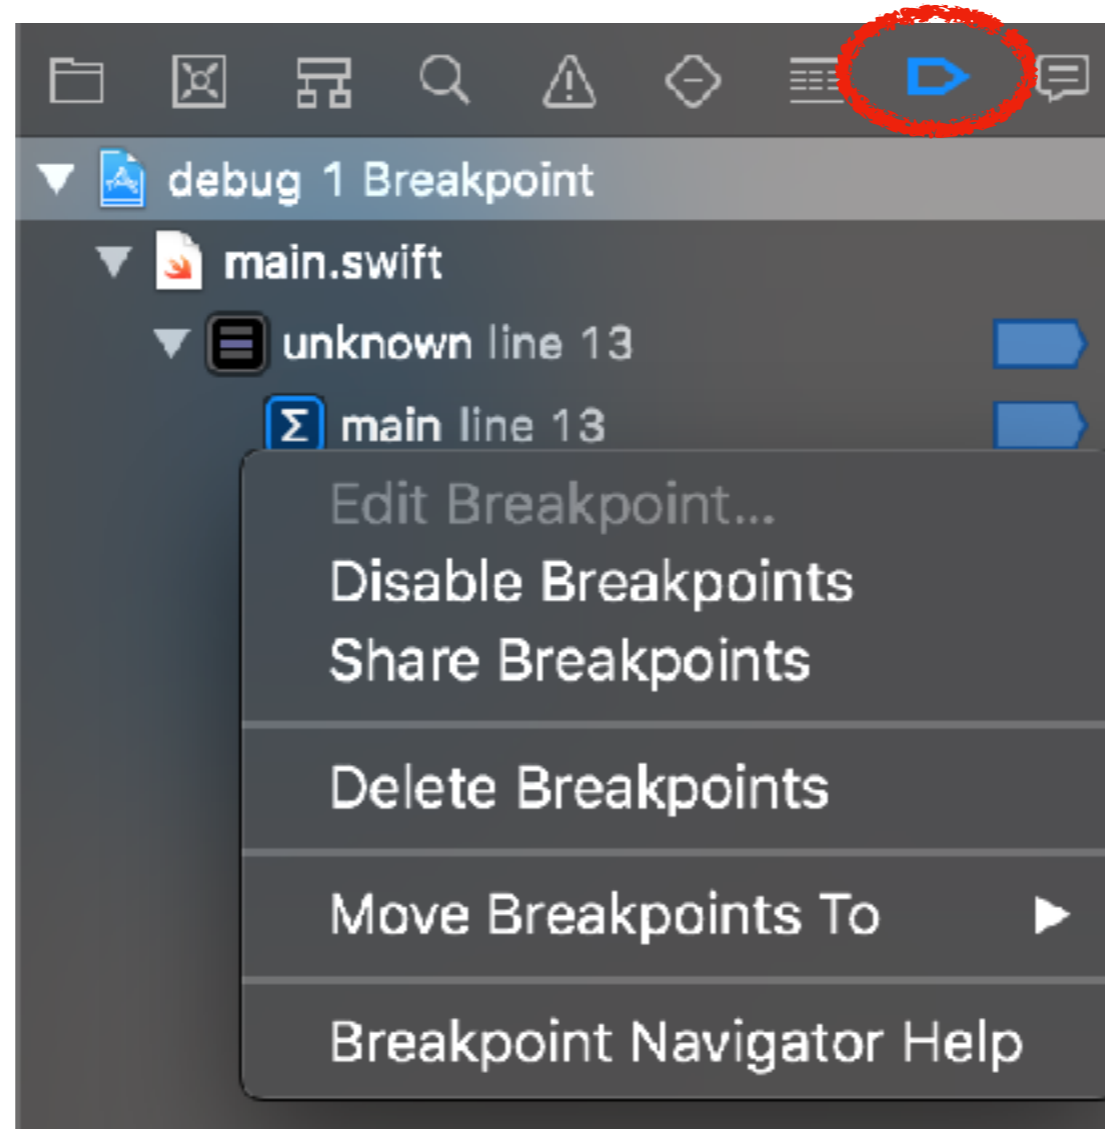 debug 1 Breakpoint
main.swift
unknown line 13
Σ main line 13
Edit Breakpoint...
Disable Breakpoints
Share Breakpoints
Delete Breakpoints
Move Breakpoints To
Breakpoint Navigator Help